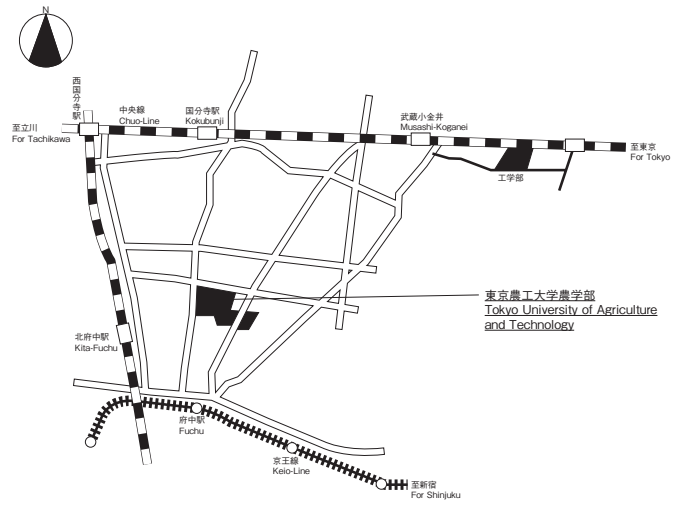 N
西国分寺駅
中央線
Chuo-Line
国分寺駅
Kokubunji
武蔵小金井
Musashi-Koganei
至立川
For Tachikawa
至東京
For Tokyo
工学部
東京農工大学農学部
Tokyo University of Agriculture
and Technology
北府中駅
Kita-Fuchu
府中駅
Fuchu
京王線
Keio-Line
至新宿
For Shinjuku